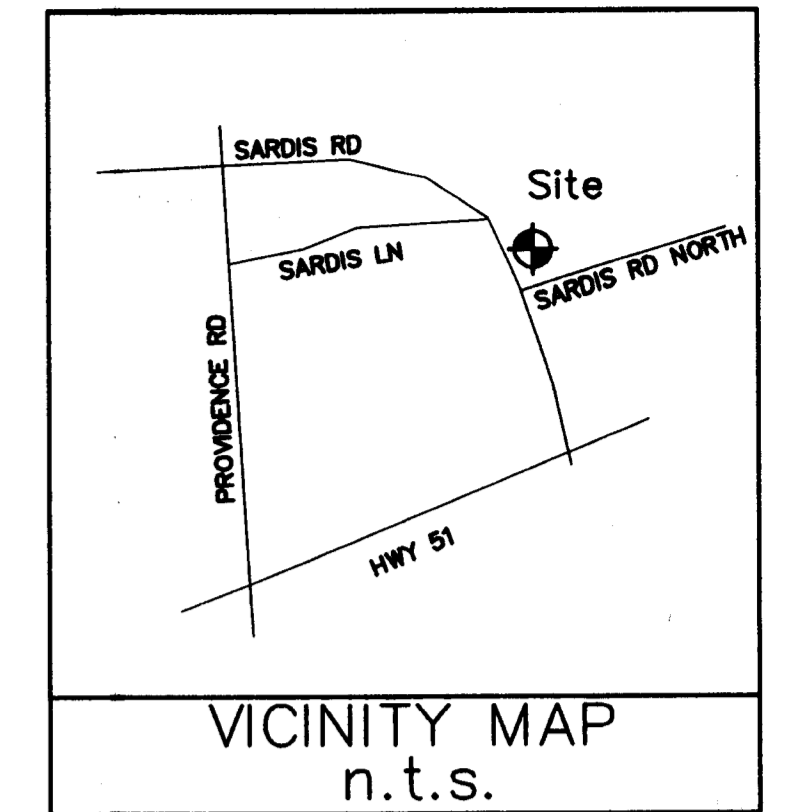 SARDIS RD
Site
SARDIS LN
SARDIS RD NORTH
PROVIDENCE RD
HWY 51
VICINITY MAP
n.t.s.